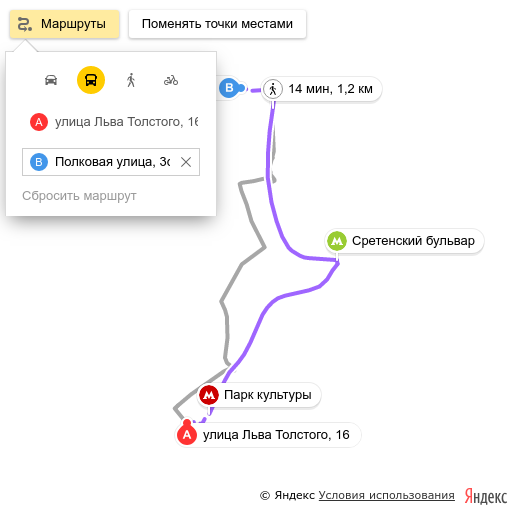 Маршруты
Поменять точки местами
A улица Льва Толстого, 16
B Полковая улица, 3с
Сбросить маршрут
B
14 мин, 1,2 км
Сретенский бульвар
Парк культуры
A улица Льва Толстого, 16
© Яндекс Условия использования Яндекс